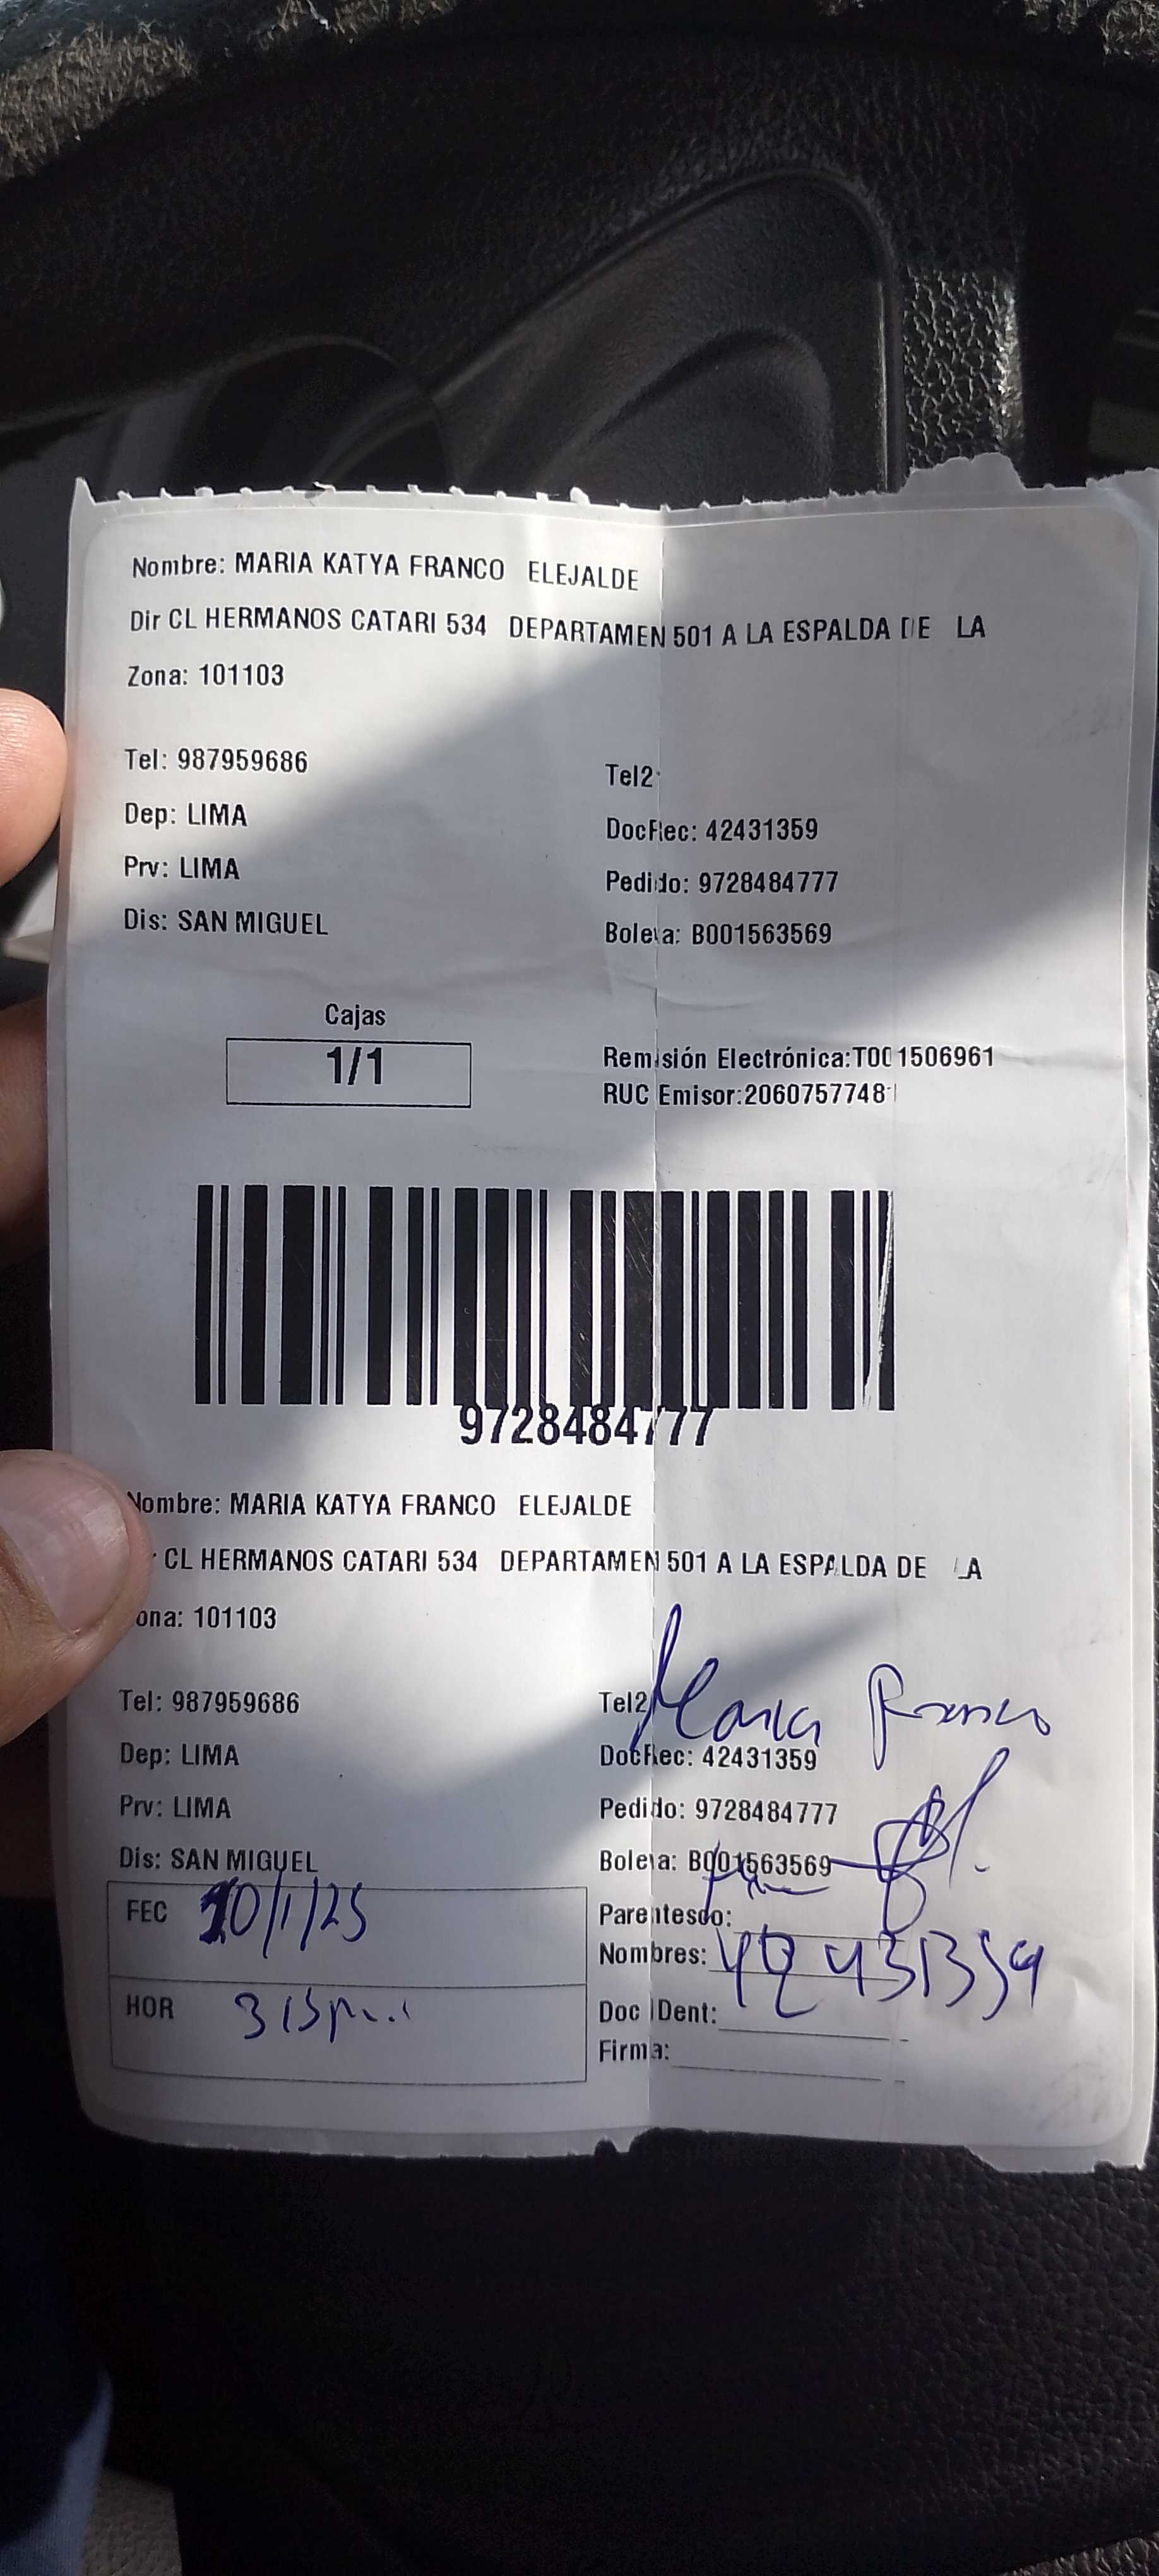 Nombre: MARIA KATYA FRANCO ELEJALDE
Dir CL HERMANOS CATARI 534 DEPARTAMEN 501 A LA ESPALDA DE LA
Zona: 101103
Tel: 987959686
Tel2:
Dep: LIMA
DocRec: 42431359
Prv: LIMA
Pedido: 9728484777
Dis: SAN MIGUEL
Boleta: B001563569
Cajas
1/1
Remisión Electrónica:T001506961
RUC Emisor:20607577481
9728484777
Nombre: MARIA KATYA FRANCO ELEJALDE
CL HERMANOS CATARI 534 DEPARTAMEN 501 A LA ESPALDA DE LA
ona: 101103
Maria Franco
Tel: 987959686
Tel2
Dep: LIMA
DocRec: 42431359
Prv: LIMA
Pedido: 9728484777
Dis: SAN MIGUEL
Boleta: B001563569
FEC 10/1/25
Parentesco:
Nombres: 42431359
HOR 315pm
Doc IDent:
Firma: